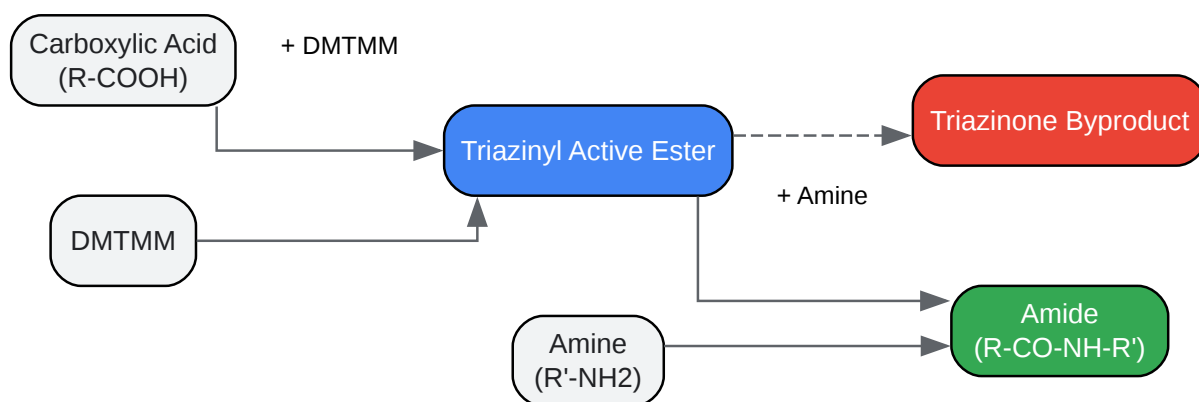 Carboxylic Acid
(R-COOH)
+ DMTMM
Triazinyl Active Ester
Triazinone Byproduct
+ Amine
DMTMM
Amine
(R'-NH2)
Amide
(R-CO-NH-R')